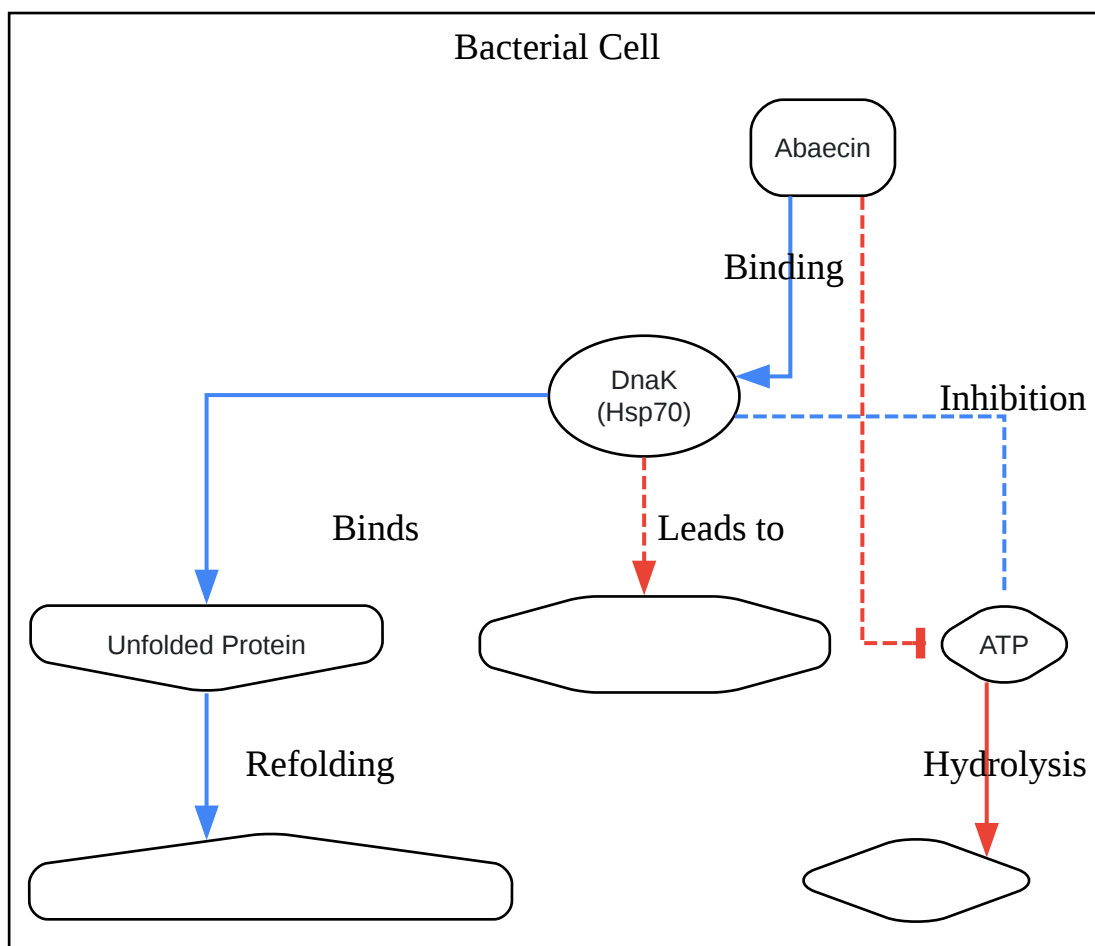 Bacterial Cell
Abaecin
Binding
DnaK
(Hsp70)
Inhibition
Binds
Leads to
Unfolded Protein
ATP
Refolding
Hydrolysis